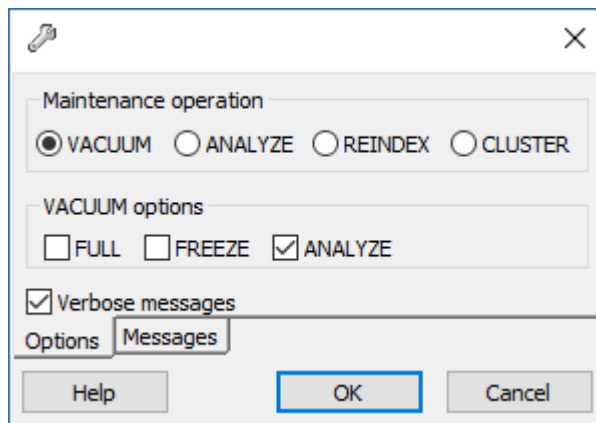 Maintenance operation
VACUUM ANALYZE REINDEX CLUSTER
VACUUM options
FULL FREEZE ANALYZE
Verbose messages
Options Messages
Help OK Cancel